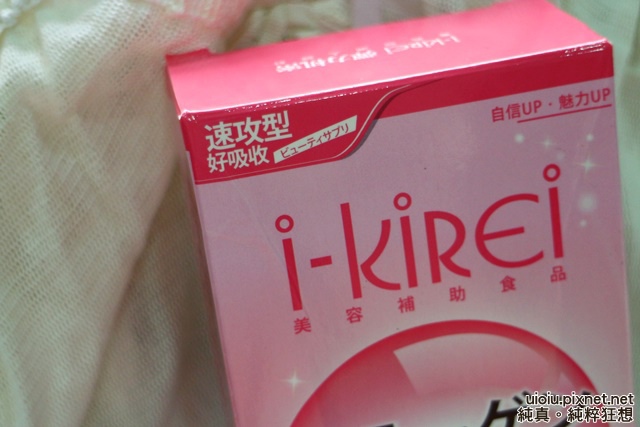 i-KiREi
速攻型
好吸收
ビューティサプリ
自信UP・魅力UP
i-KiREi
美容補助食品
uioiu.pixnet.net
純真・純粹狂想